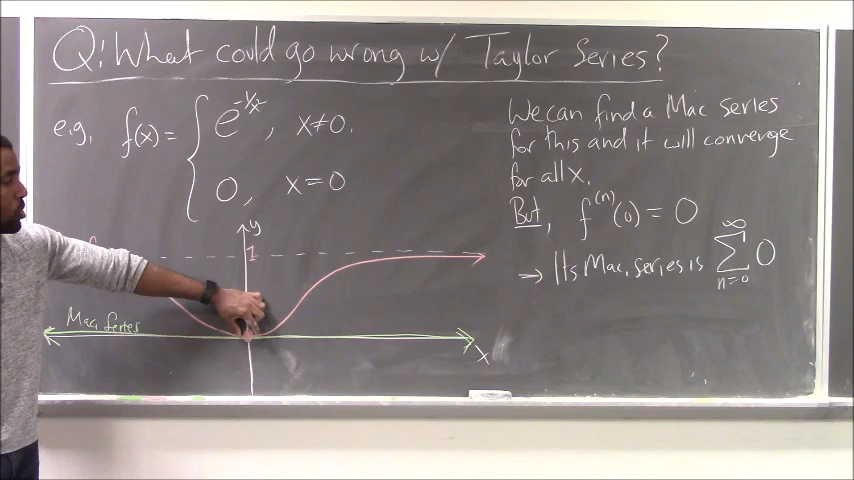 Q: What could go wrong w/ Taylor Series?
e.g. f(x) = { e^-1/x², x≠0.
0, x=0
We can find a Mac series
for this and it will converge
for all x.
But, f^(n)(0) = 0
→ Its Mac. series is ∞ Σ n=0 0
y
1
Mac. Series
x